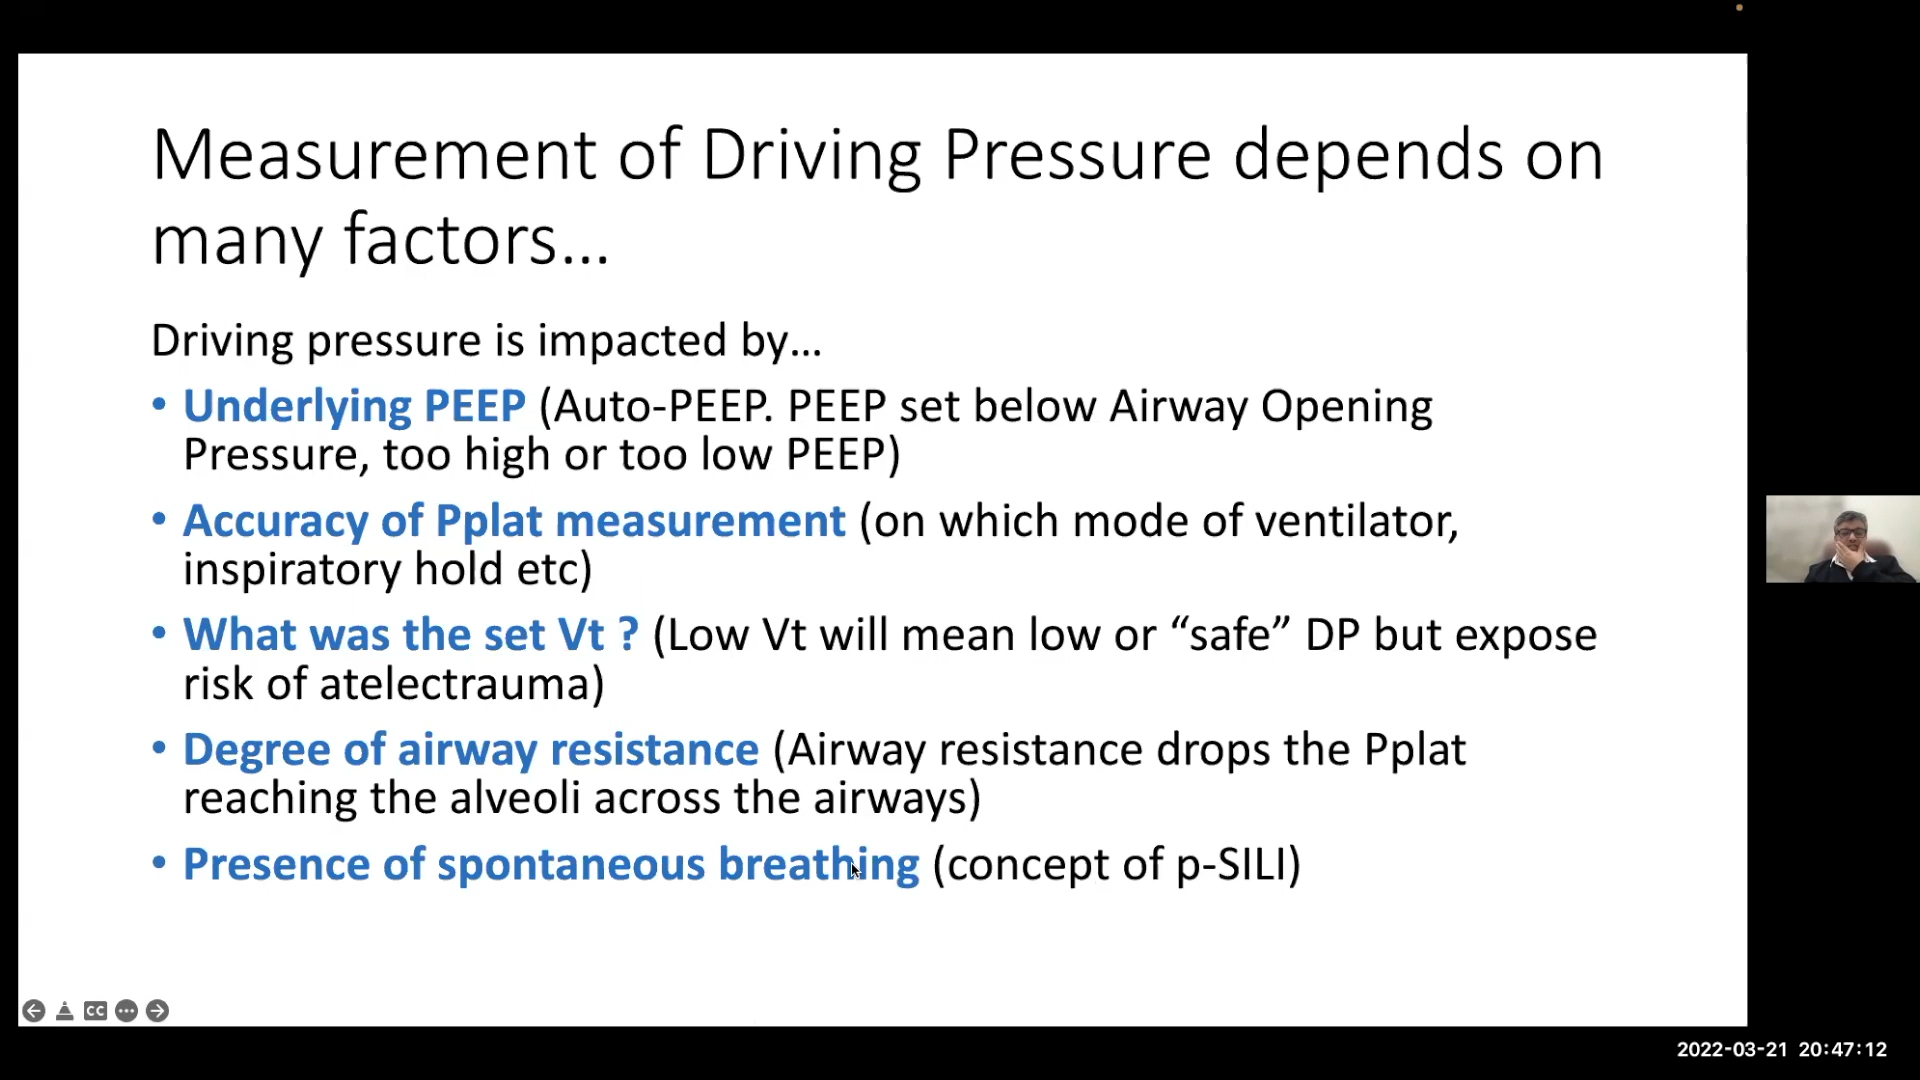 Measurement of Driving Pressure depends on
many factors...
Driving pressure is impacted by...
• Underlying PEEP (Auto-PEEP. PEEP set below Airway Opening
Pressure, too high or too low PEEP)
• Accuracy of Pplat measurement (on which mode of ventilator,
inspiratory hold etc)
• What was the set Vt ? (Low Vt will mean low or “safe” DP but expose
risk of atelectrauma)
• Degree of airway resistance (Airway resistance drops the Pplat
reaching the alveoli across the airways)
• Presence of spontaneous breathing (concept of p-SILI)
CC
2022-03-21 20:47:12